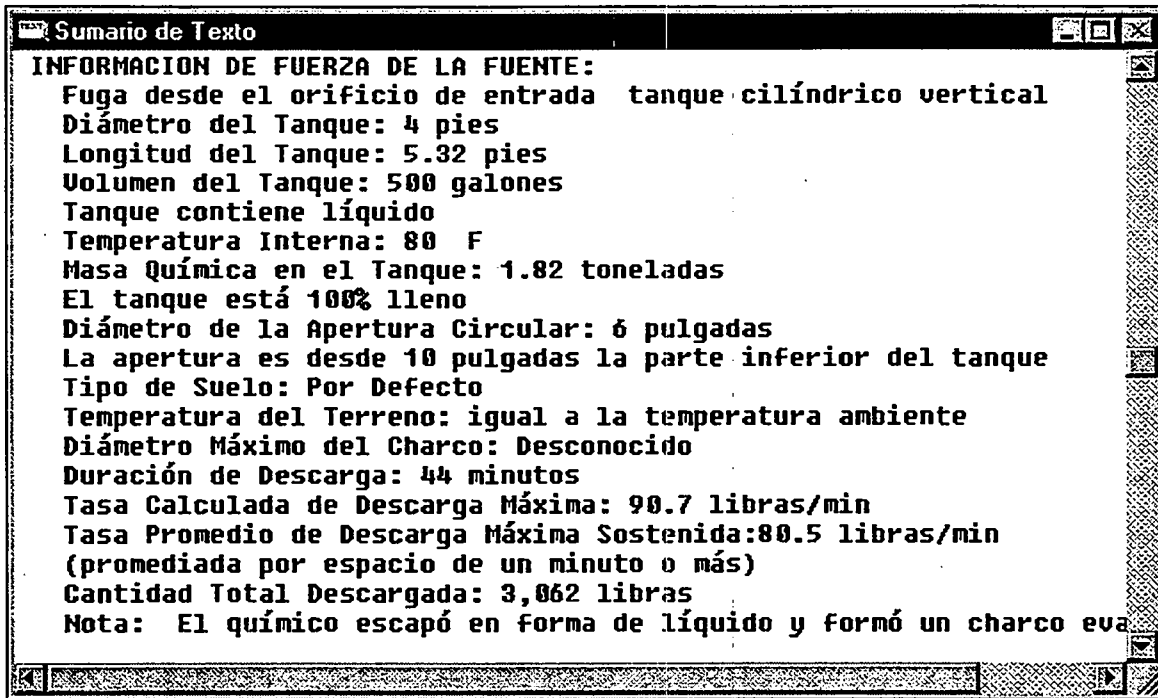 Sumario de Texto
INFORMACION DE FUERZA DE LA FUENTE:
Fuga desde el orificio de entrada tanque cilíndrico vertical
Diámetro del Tanque: 4 pies
Longitud del Tanque: 5.32 pies
Volumen del Tanque: 500 galones
Tanque contiene líquido
Temperatura Interna: 80 F
Masa Química en el Tanque: 1.82 toneladas
El tanque está 100% lleno
Diámetro de la Apertura Circular: 6 pulgadas
La apertura es desde 10 pulgadas la parte inferior del tanque
Tipo de Suelo: Por Defecto
Temperatura del Terreno: igual a la temperatura ambiente
Diámetro Máximo del Charco: Desconocido
Duración de Descarga: 44 minutos
Tasa Calculada de Descarga Máxima: 90.7 libras/min
Tasa Promedio de Descarga Máxima Sostenida:80.5 libras/min
(promediada por espacio de un minuto o más)
Cantidad Total Descargada: 3,062 libras
Nota: El químico escapó en forma de líquido y formó un charco eva